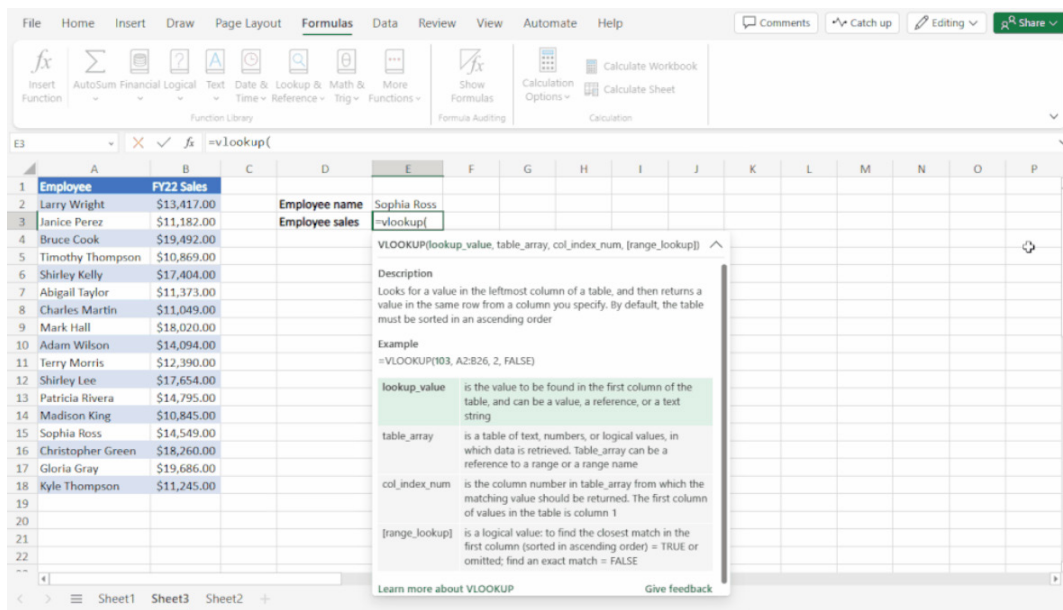 File Home Insert Draw Page Layout Formulas Data Review View Automate Help Comments Catch up Editing Share
Insert Function AutoSum Financial Logical Text Date & Time Lookup & Reference Math & Trig More Functions Show Formulas Calculation Options Calculate Workbook
Calculate Sheet
Function Library Formula Auditing Calculation
E3 fx =vlookup(
A B C D E F G H I J K L M N O P
1 Employee FY22 Sales
2 Larry Wright $13,417.00 Employee name Sophia Ross
3 Janice Perez $11,182.00 Employee sales =vlookup(
4 Bruce Cook $19,492.00
5 Timothy Thompson $10,869.00
6 Shirley Kelly $17,404.00
7 Abigail Taylor $11,373.00
8 Charles Martin $11,049.00
9 Mark Hall $18,020.00
10 Adam Wilson $14,094.00
11 Terry Morris $12,390.00
12 Shirley Lee $17,654.00
13 Patricia Rivera $14,795.00
14 Madison King $10,845.00
15 Sophia Ross $14,549.00
16 Christopher Green $18,260.00
17 Gloria Gray $19,686.00
18 Kyle Thompson $11,245.00
19
20
21
22
VLOOKUP(lookup_value, table_array, col_index_num, [range_lookup])
Description
Looks for a value in the leftmost column of a table, and then returns a
value in the same row from a column you specify. By default, the table
must be sorted in an ascending order
Example
=VLOOKUP(103, A2:B26, 2, FALSE)
lookup_value is the value to be found in the first column of the
table, and can be a value, a reference, or a text
string
table_array is a table of text, numbers, or logical values, in
which data is retrieved. Table_array can be a
reference to a range or a range name
col_index_num is the column number in table_array from which the
matching value should be returned. The first column
of values in the table is column 1
[range_lookup] is a logical value: to find the closest match in the
first column (sorted in ascending order) = TRUE or
omitted; find an exact match = FALSE
Learn more about VLOOKUP Give feedback
Sheet1 Sheet3 Sheet2